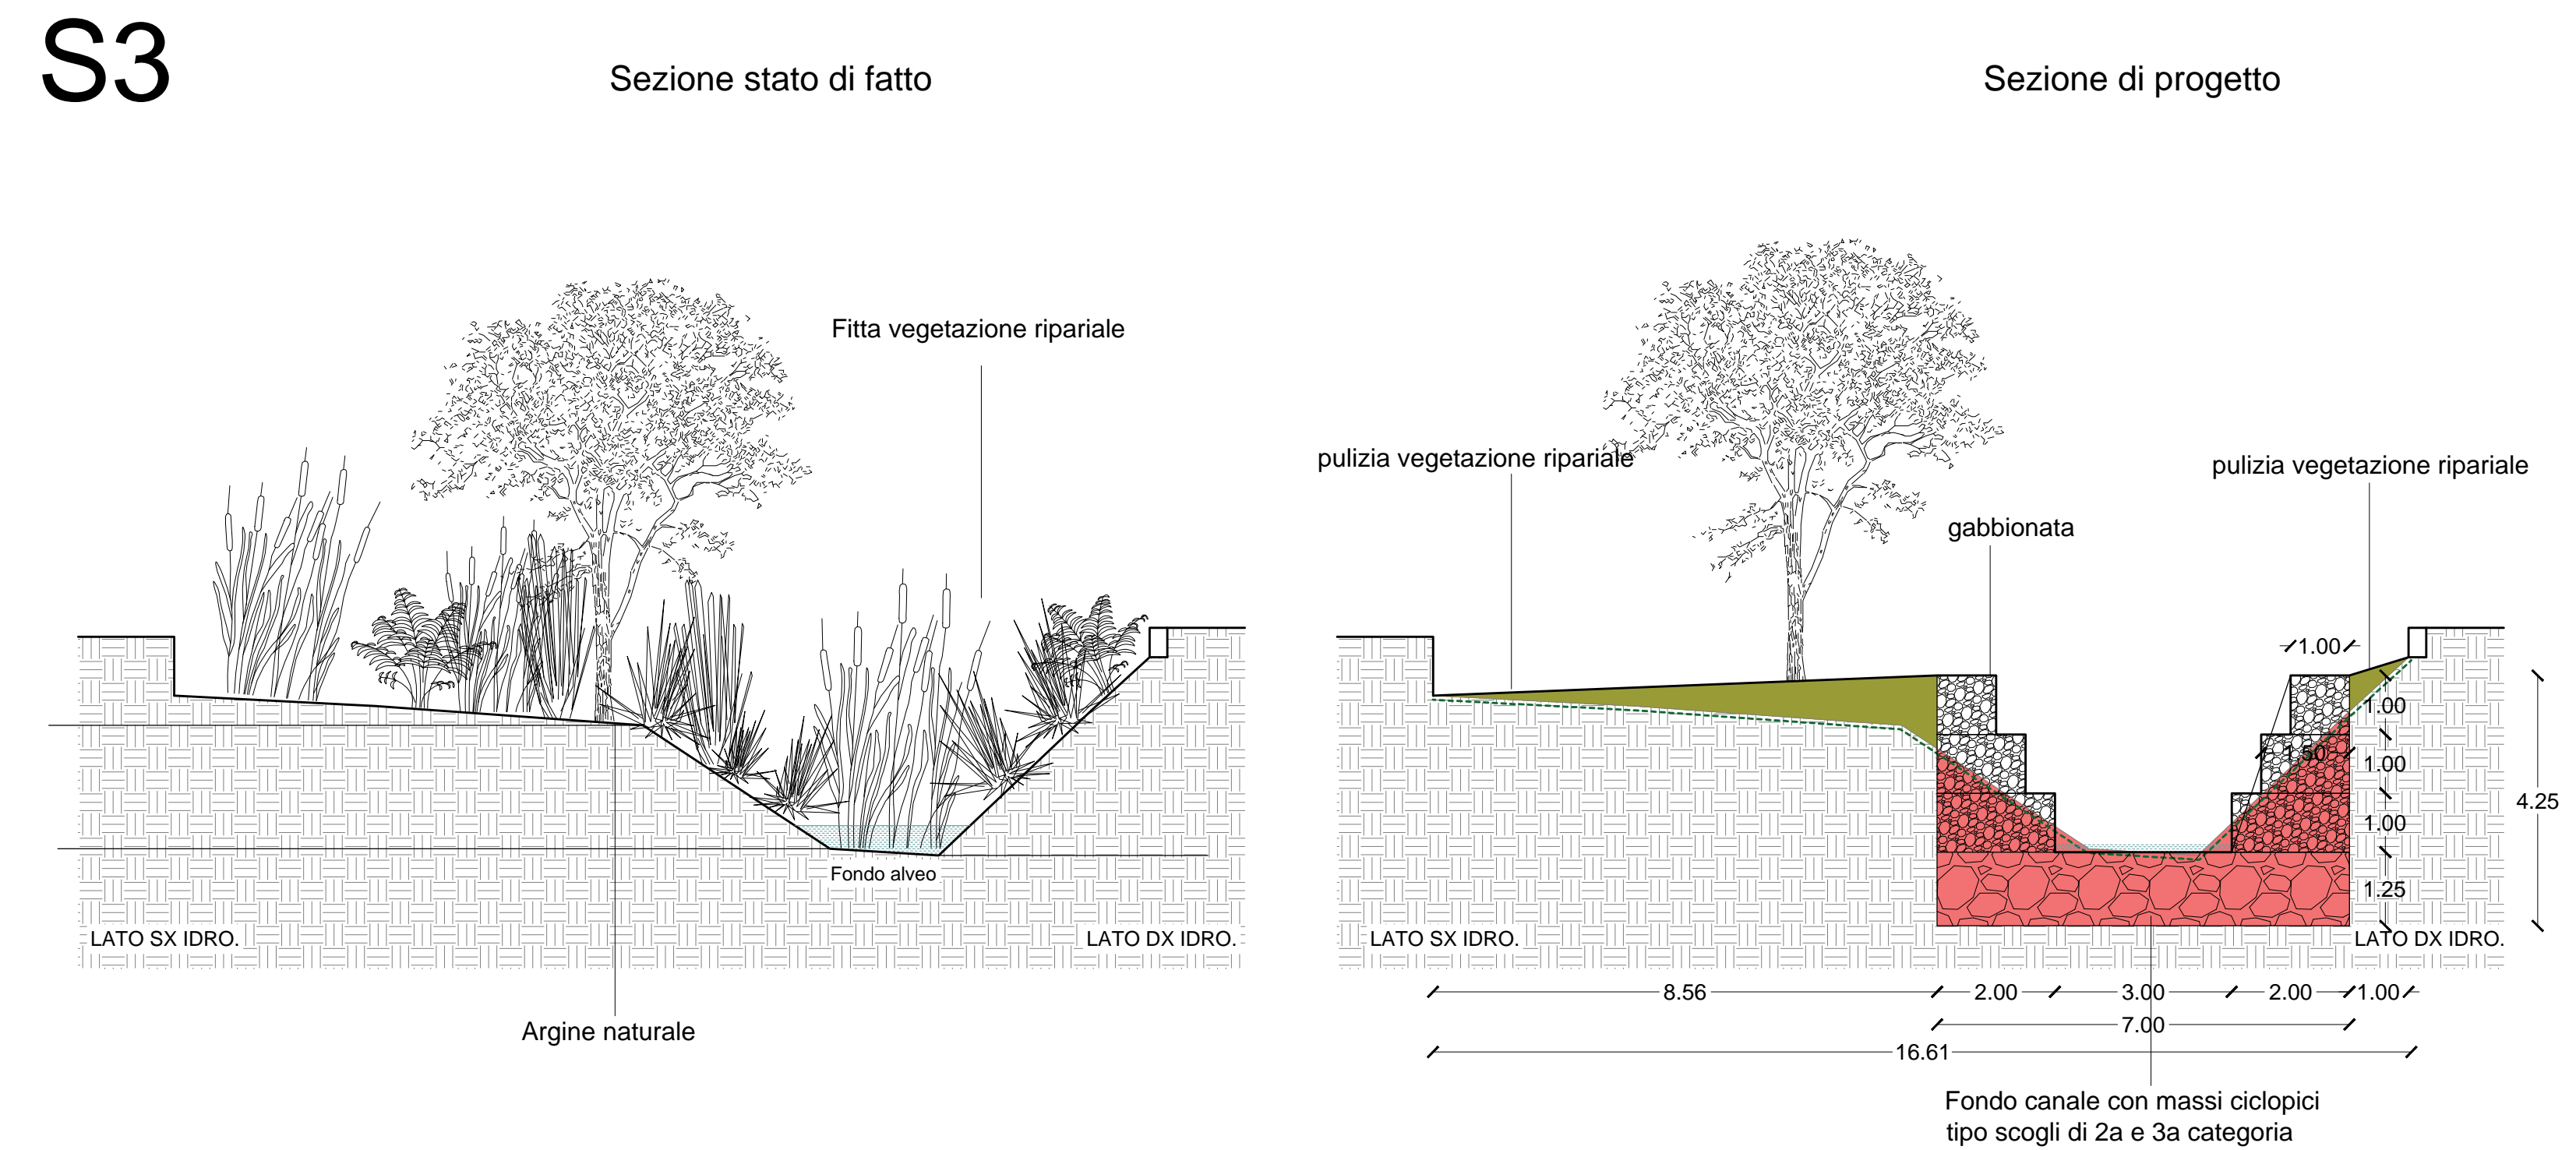 S3
Sezione stato di fatto
Fitta vegetazione ripariale
Fondo alveo
LATO SX IDRO.
LATO DX IDRO.
Argine naturale
Sezione di progetto
pulizia vegetazione ripariale
pulizia vegetazione ripariale
gabbionata
1.00
1.00
1.50
1.00
1.00
4.25
1.25
LATO SX IDRO.
LATO DX IDRO.
8.56
2.00
3.00
2.00
1.00
7.00
16.61
Fondo canale con massi ciclopici
tipo scogli di 2a e 3a categoria